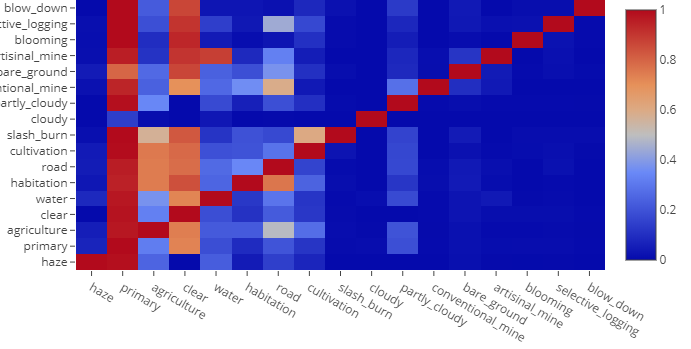 blow_down
ctive_logging
blooming
rtisinal_mine
bare_ground
ntional_mine
partly_cloudy
cloudy
slash_burn
cultivation
road
habitation
water
clear
agriculture
primary
haze
haze
primary
agriculture
clear
water
habitation
road
cultivation
slash_burn
cloudy
partly_cloudy
conventional_mine
bare_ground
artisinal_mine
blooming
selective_logging
blow_down
1
0.8
0.6
0.4
0.2
0